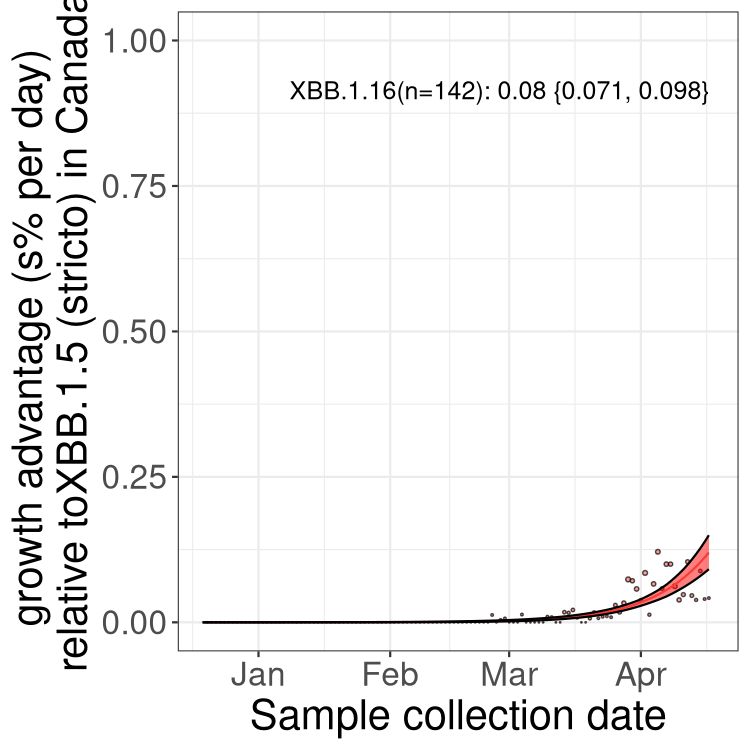 growth advantage (s% per day)
relative toXBB.1.5 (stricto) in Canada
1.00
XBB.1.16(n=142): 0.08 {0.071, 0.098}
0.75
0.50
0.25
0.00
Jan Feb Mar Apr
Sample collection date